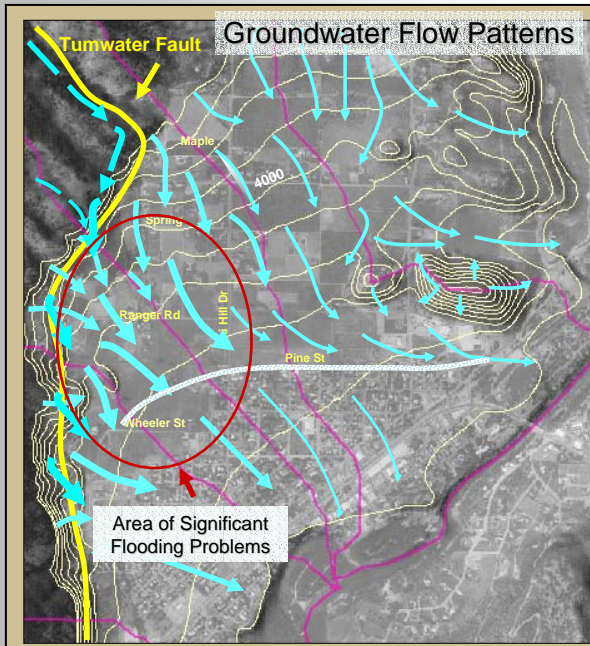 Groundwater Flow Patterns
Tumwater Fault
Maple
4000
Spring
Ranger Rd
Hill Dr
Pine St
Wheeler St
Area of Significant
Flooding Problems